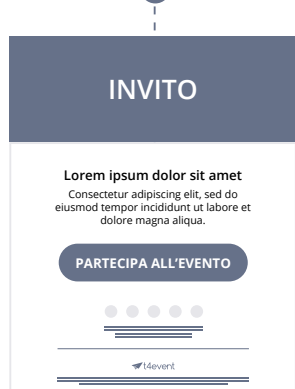 INVITO
Lorem ipsum dolor sit amet
Consectetur adipiscing elit, sed do
eiusmod tempor incididunt ut labore et
dolore magna aliqua.
PARTECIPA ALL’EVENTO
t4event